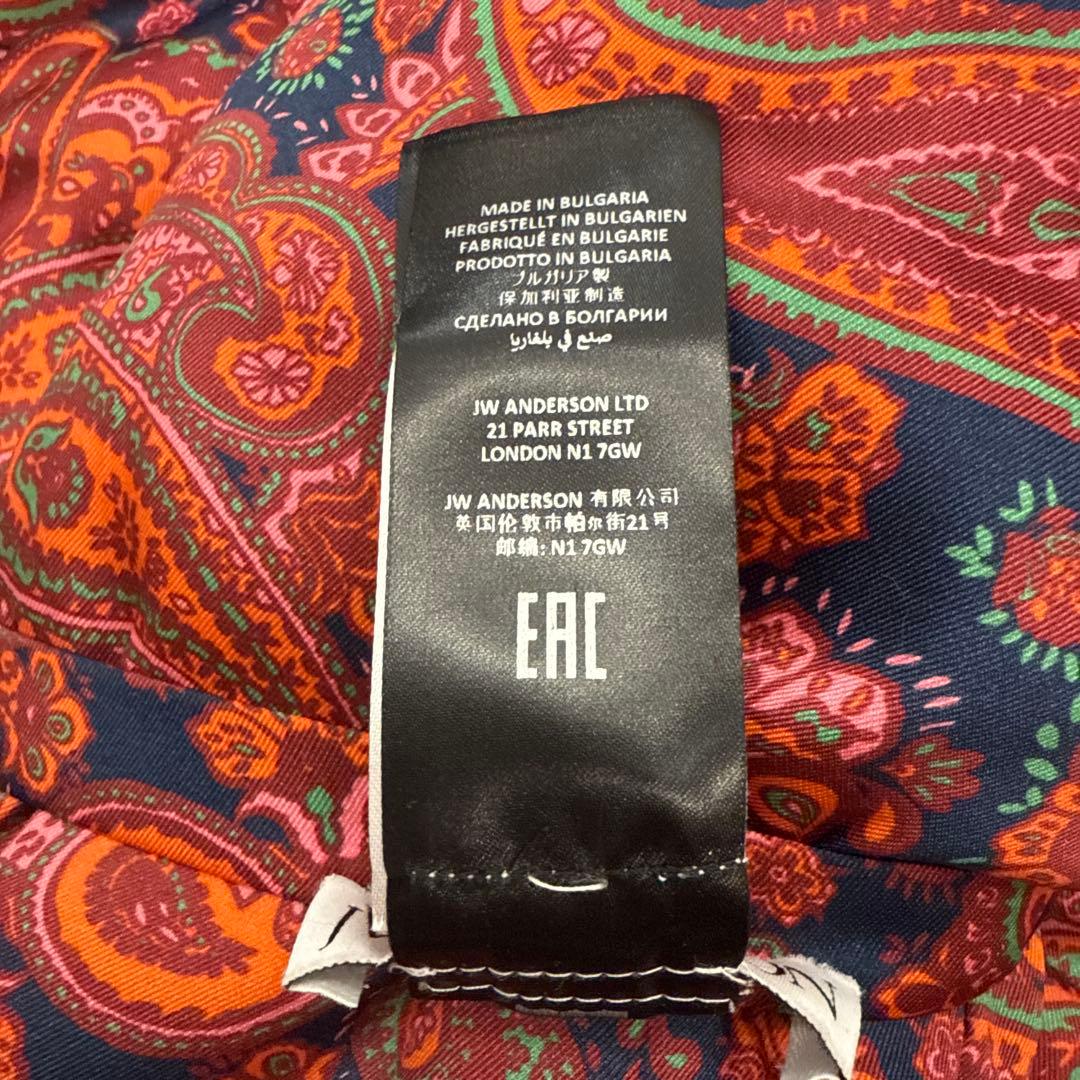 MADE IN BULGARIA
HERGESTELLT IN BULGARIEN
FABRIQUÉ EN BULGARIE
PRODOTTO IN BULGARIA
ブルガリア製
保加利亚制造
СДЕЛАНО В БОЛГАРИИ
صنع في بلغاريا
JW ANDERSON LTD
21 PARR STREET
LONDON N1 7GW
JW ANDERSON 有限公司
英国伦敦市帕尔街21号
邮编: N1 7GW
EAC